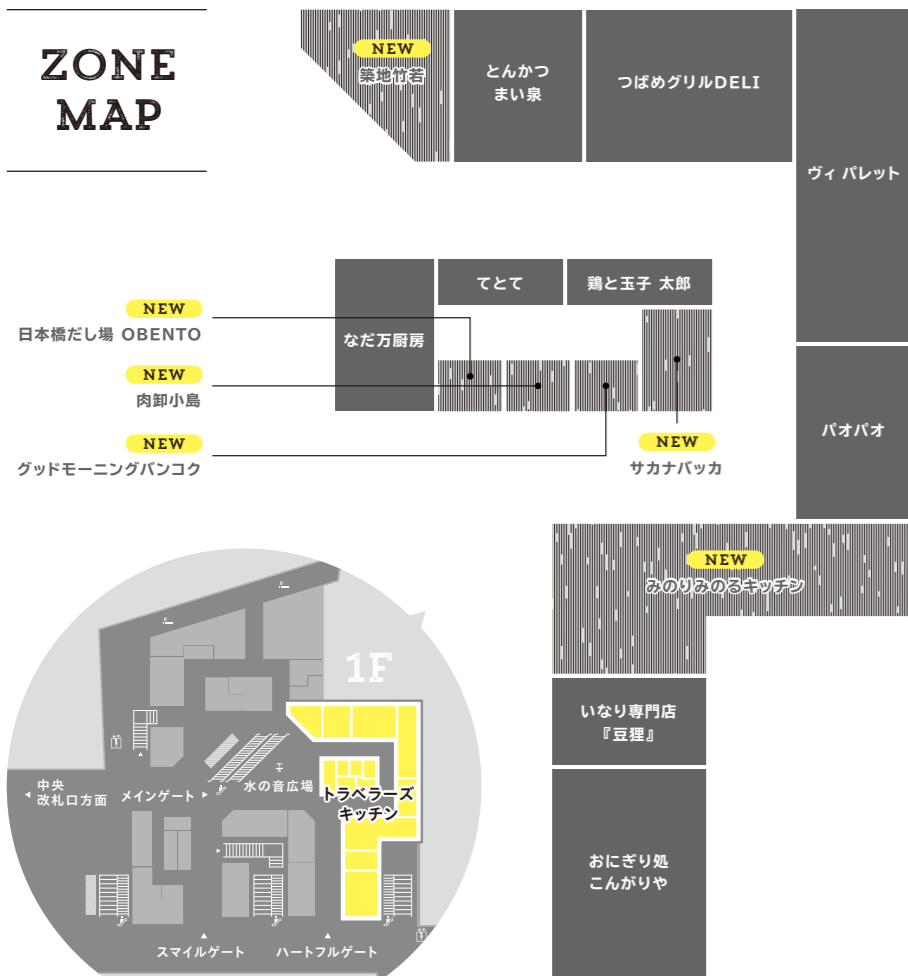 ZONE
MAP
NEW
築地竹若
とんかつ
まい泉
つばめグリルDELI
ヴィ パレット
てとて
鶏と玉子 太郎
なだ万厨房
NEW
日本橋だし場 OBENTO
NEW
肉卸小島
NEW
グッドモーニングバンコク
NEW
サカナバッカ
パオパオ
NEW
みのりみのるキッチン
いなり専門店
『豆狸』
おにぎり処
こんがりや
1F
中央
改札口方面
メインゲート
水の音広場
トラベラーズ
キッチン
スマイルゲート
ハートフルゲート